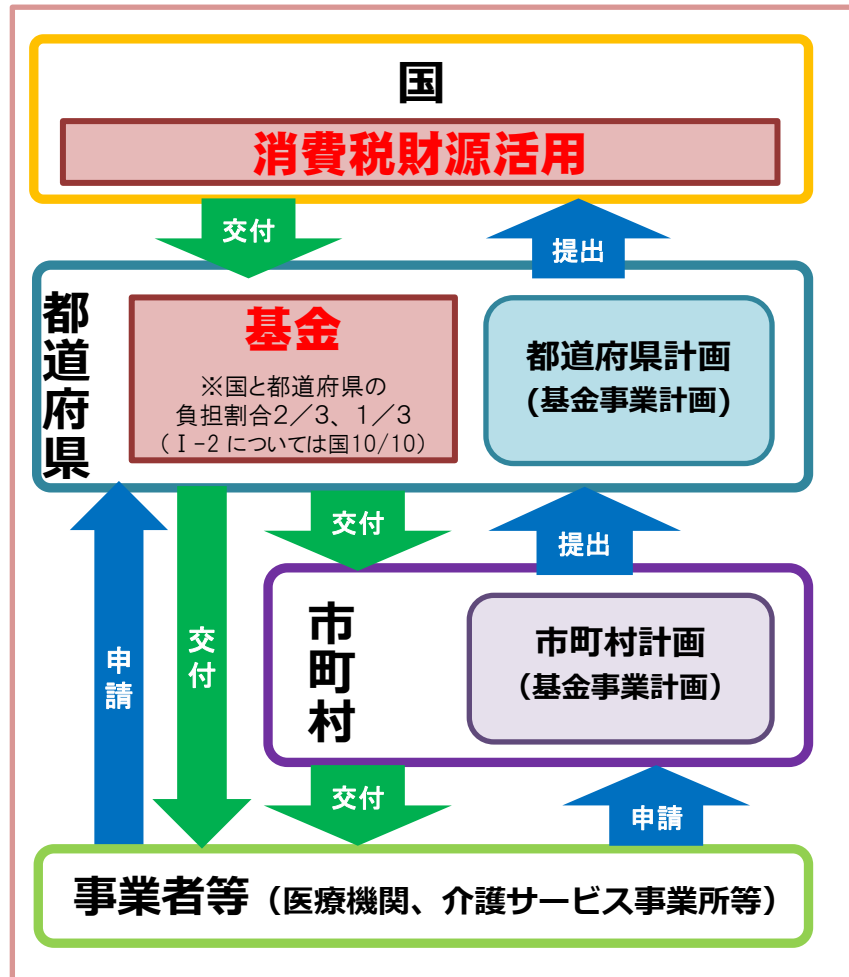 国
消費税財源活用
交付
提出
都道府県
基金
※国と都道府県の
負担割合2／3、1／3
（Ⅰ-2 については国10/10）
都道府県計画
(基金事業計画)
交付
提出
申請
交付
市町村
市町村計画
（基金事業計画）
交付
申請
事業者等（医療機関、介護サービス事業所等）